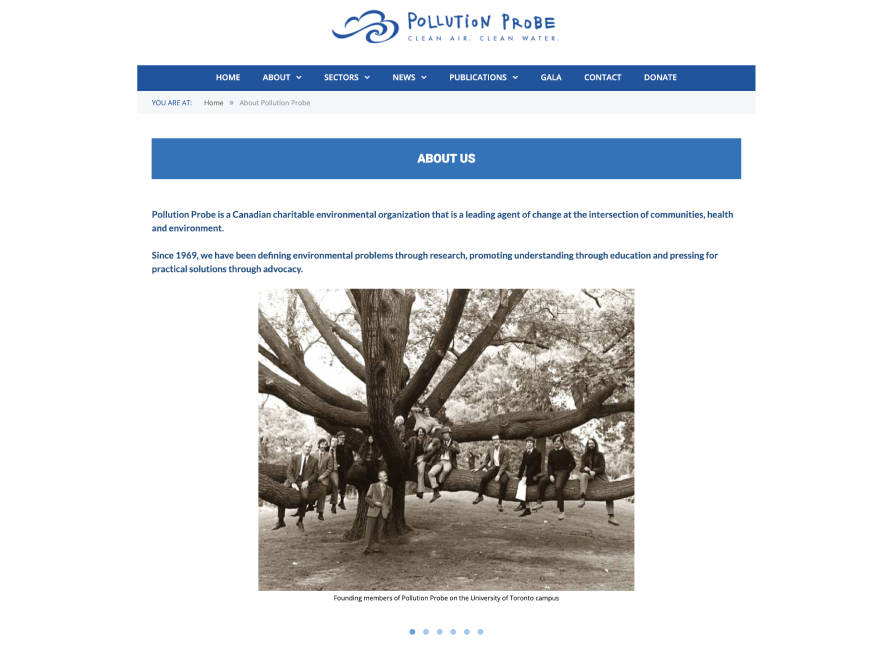 POLLUTION PROBE
CLEAN AIR. CLEAN WATER.
HOME ABOUT SECTORS NEWS PUBLICATIONS GALA CONTACT DONATE
YOU ARE AT: Home » About Pollution Probe
ABOUT US
Pollution Probe is a Canadian charitable environmental organization that is a leading agent of change at the intersection of communities, health
and environment.
Since 1969, we have been defining environmental problems through research, promoting understanding through education and pressing for
practical solutions through advocacy.
Founding members of Pollution Probe on the University of Toronto campus